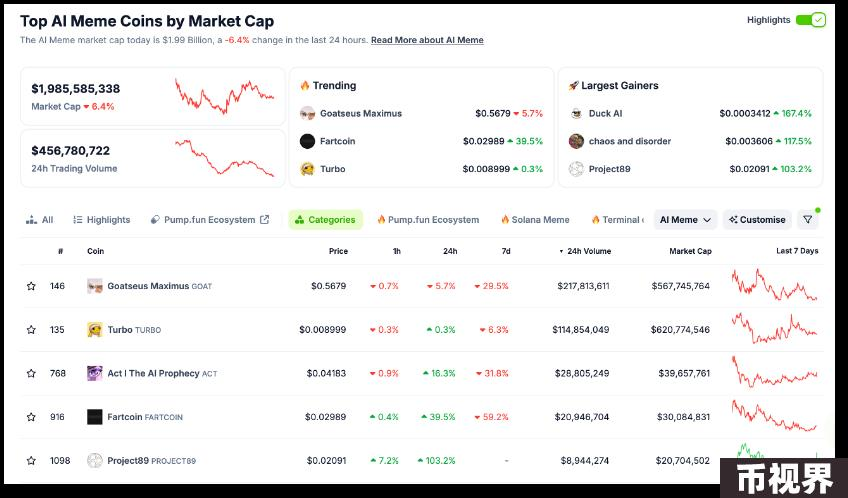 Top AI Meme Coins by Market Cap
Highlights
The AI Meme market cap today is $1.99 Billion, a -6.4% change in the last 24 hours. Read More about AI Meme
$1,985,585,338
Market Cap 6.4%
$456,780,722
24h Trading Volume
Trending
Goatseus Maximus $0.5679 5.7%
Fartcoin $0.02989 39.5%
Turbo $0.008999 0.3%
Largest Gainers
Duck AI $0.0003412 167.4%
chaos and disorder $0.003606 117.5%
Project89 $0.02091 103.2%
All Highlights Pump.fun Ecosystem Categories Pump.fun Ecosystem Solana Meme Terminal AI Meme Customise
# Coin Price 1h 24h 7d 24h Volume Market Cap Last 7 Days
146 Goatseus Maximus GOAT $0.5679 0.7% 5.7% 29.5% $217,813,611 $567,745,764
135 Turbo TURBO $0.008999 0.3% 0.3% 6.3% $114,854,049 $620,774,546
768 Act I The AI Prophecy ACT $0.04183 0.9% 16.3% 31.8% $28,805,249 $39,657,761
916 Fartcoin FARTCOIN $0.02989 0.4% 39.5% 59.2% $20,946,704 $30,084,831
1098 Project89 PROJECT89 $0.02091 7.2% 103.2% - $8,944,274 $20,704,502
币视界